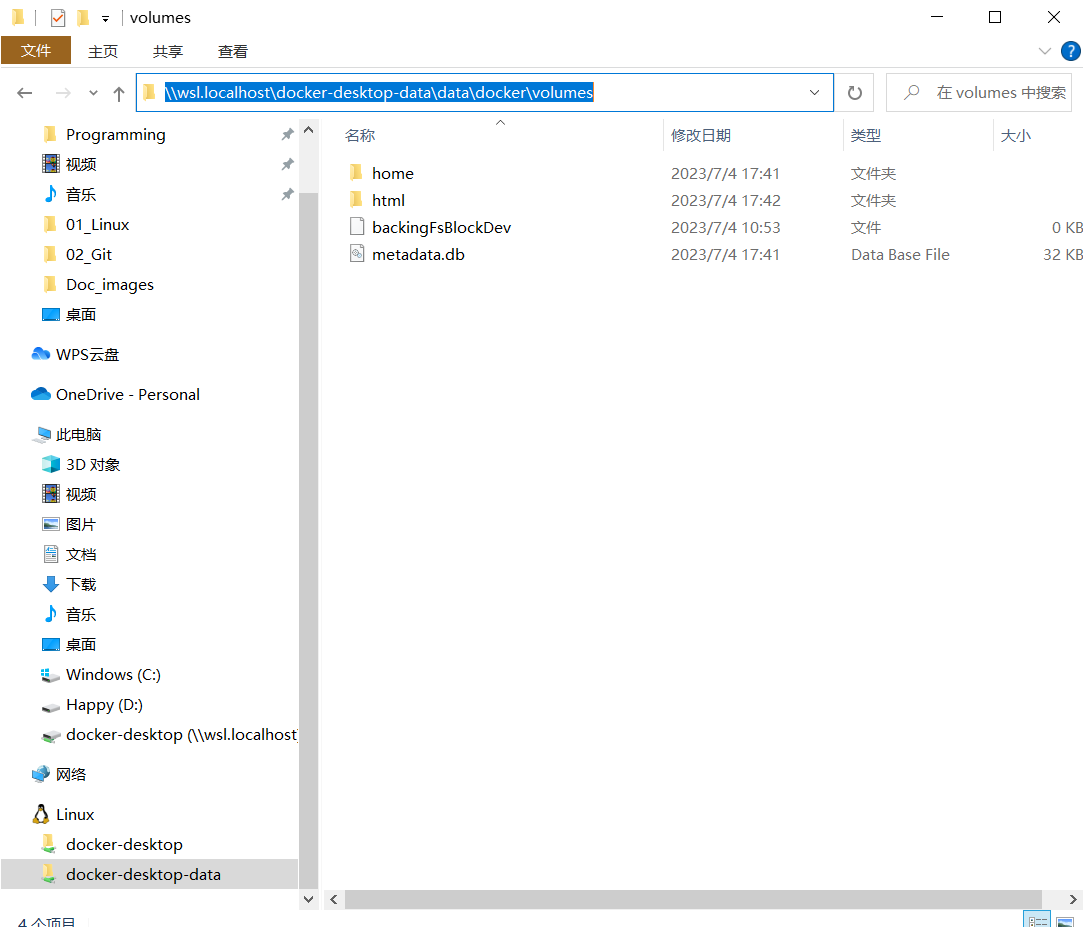 volumes
文件 主页 共享 查看
\\wsl.localhost\docker-desktop-data\data\docker\volumes 在 volumes 中搜索
Programming
视频
音乐
01_Linux
02_Git
Doc_images
桌面
WPS云盘
OneDrive - Personal
此电脑
3D 对象
视频
图片
文档
下载
音乐
桌面
Windows (C:)
Happy (D:)
docker-desktop (\\wsl.localhost
网络
Linux
docker-desktop
docker-desktop-data
名称 修改日期 类型 大小
home 2023/7/4 17:41 文件夹
html 2023/7/4 17:42 文件夹
backingFsBlockDev 2023/7/4 10:53 文件 0 KB
metadata.db 2023/7/4 17:41 Data Base File 32 KB
4 个项目